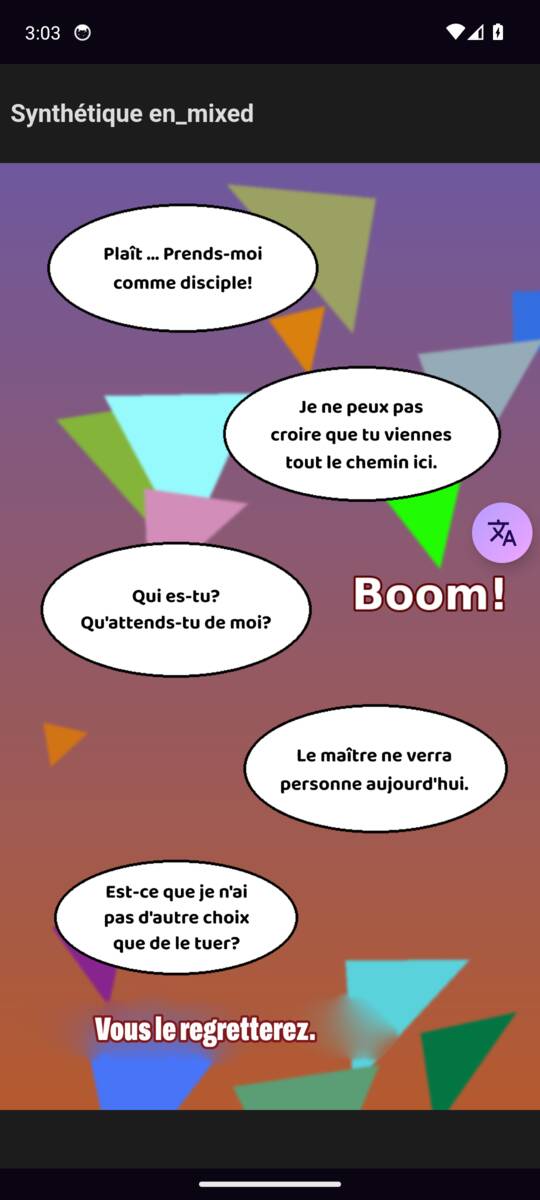 3:03
Synthétique en_mixed
Plaît ... Prends-moi
comme disciple!
Je ne peux pas
croire que tu viennes
tout le chemin ici.
Qui es-tu?
Qu'attends-tu de moi?
Boom!
Le maître ne verra
personne aujourd'hui.
Est-ce que je n'ai
pas d'autre choix
que de le tuer?
Vous le regretterez.